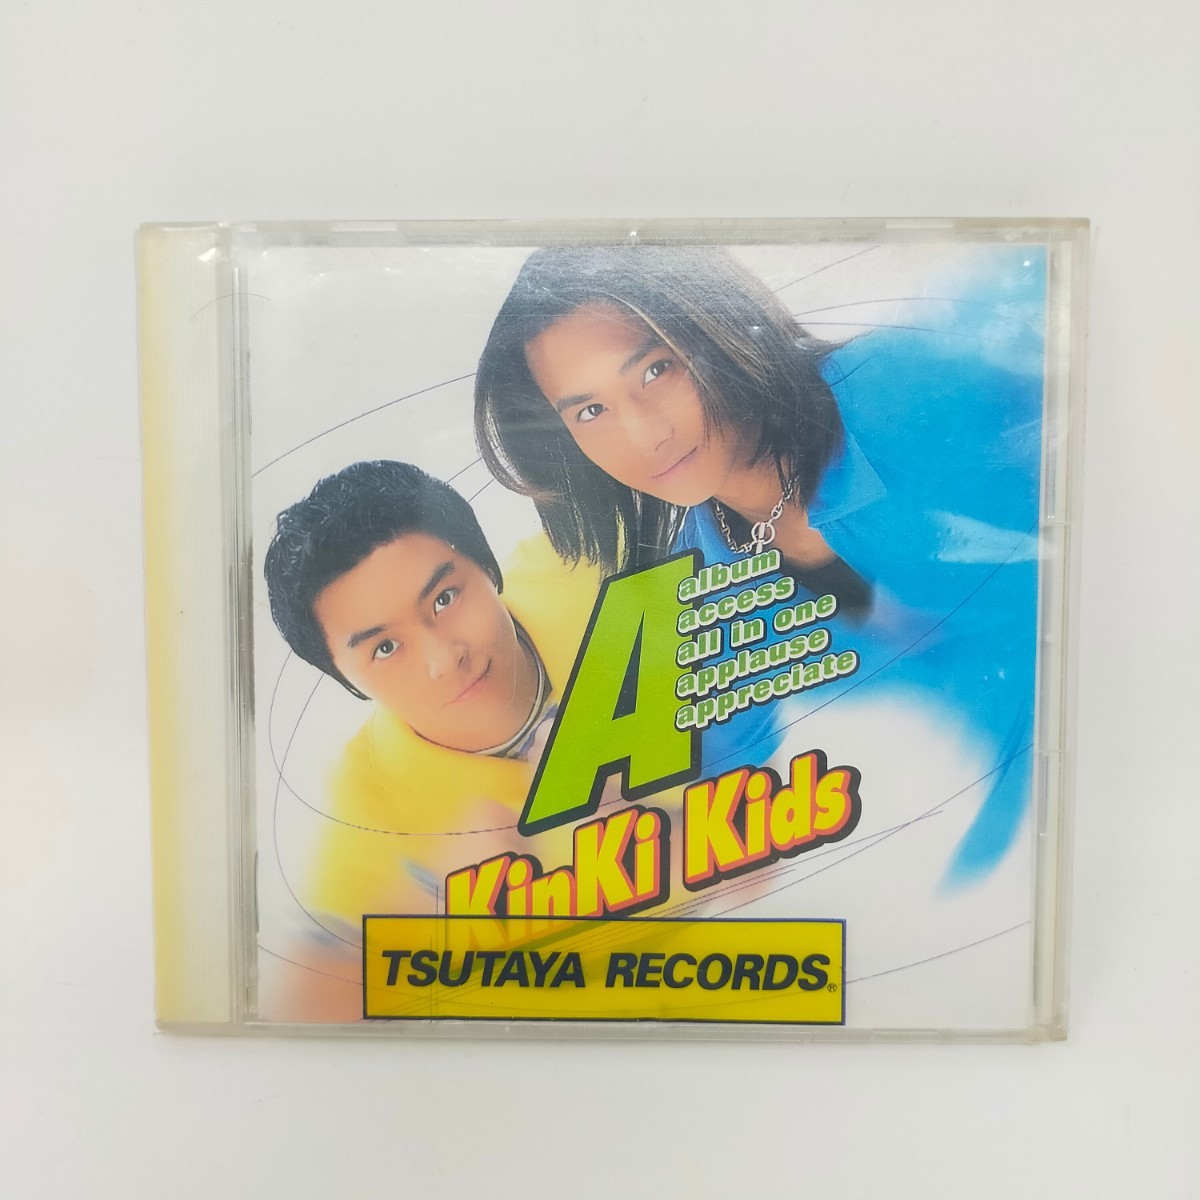 A
album
access
all in one
applause
appreciate
KinKi Kids
TSUTAYA RECORDS®